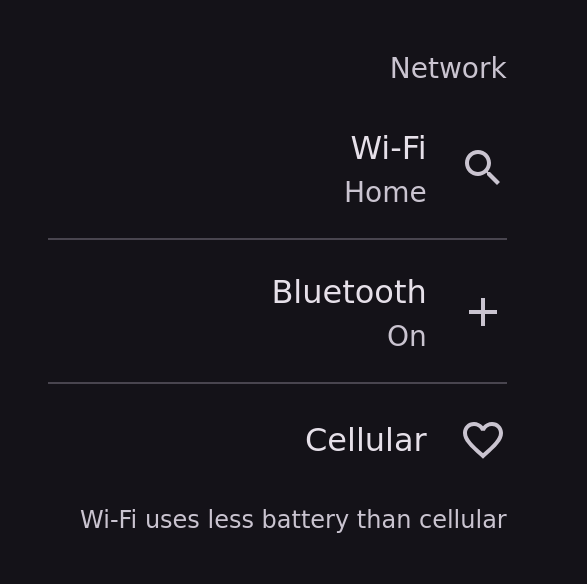 Network
Wi-Fi
Home
Bluetooth
On
Cellular
Wi-Fi uses less battery than cellular